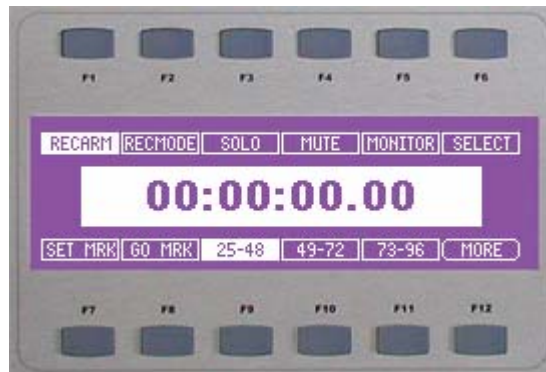 F1 F2 F3 F4 F5 F6
RECARM RECMODE SOLO MUTE MONITOR SELECT
00:00:00.00
SET MRK GO MRK 25-48 49-72 73-96 MORE
F7 F8 F9 F10 F11 F12